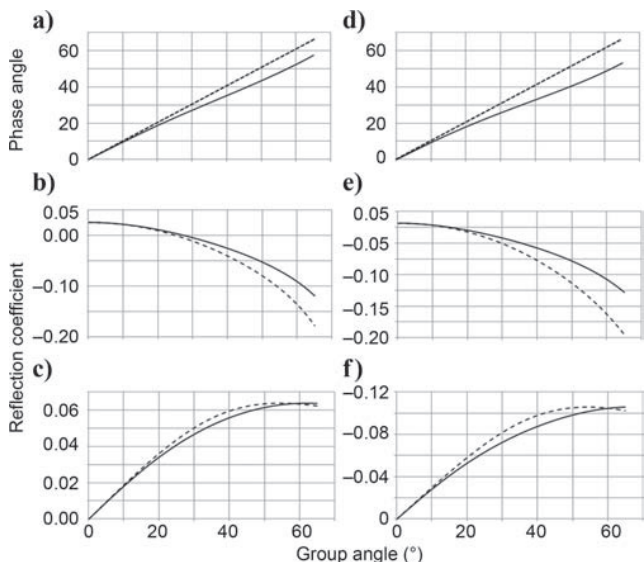 a)
d)
Phase angle
60
40
20
0
60
40
20
0
b)
e)
Reflection coefficient
0.05
0.00
–0.10
–0.20
0.05
–0.05
–0.10
–0.15
–0.20
c)
f)
0.06
0.04
0.02
0.00
–0.12
–0.08
–0.04
0
0 20 40 60
0 20 40 60
Group angle (°)